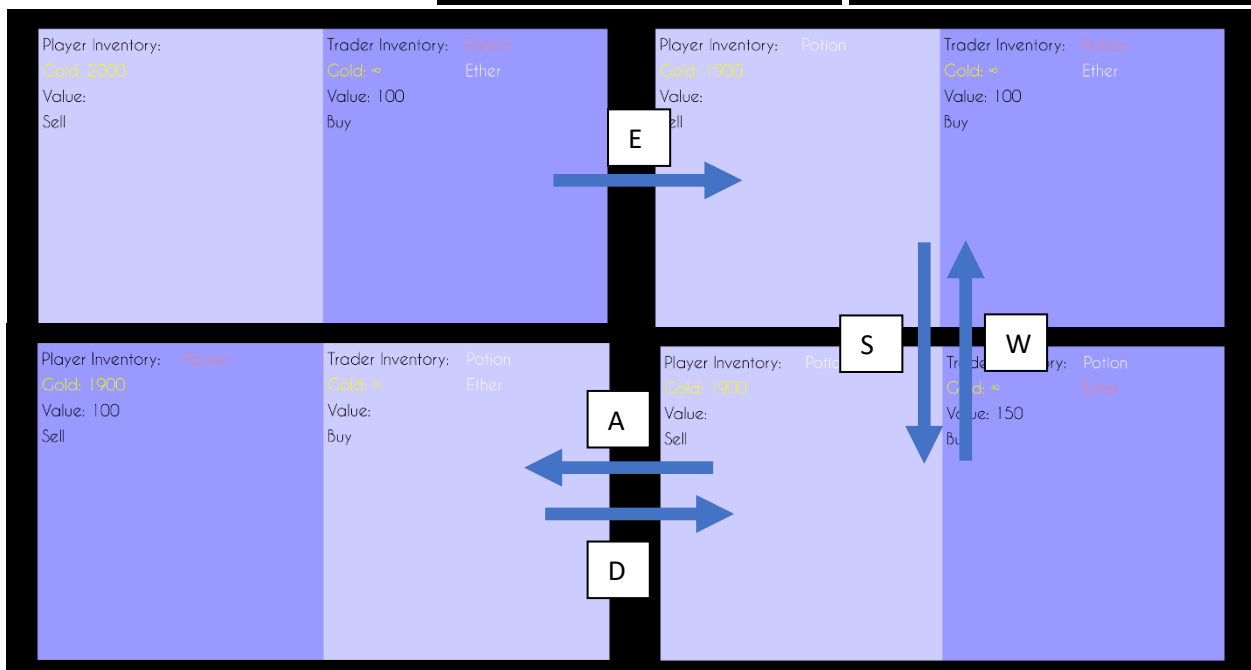 Player Inventory:
Gold: 2000
Value:
Sell
Trader Inventory: Potion
Gold: ∞ Ether
Value: 100
Buy
E
Player Inventory: Potion
Gold: 1900
Value:
Sell
Trader Inventory: Potion
Gold: ∞ Ether
Value: 100
Buy
S
W
Player Inventory: Potion
Gold: 1900
Value: 100
Sell
Trader Inventory: Potion
Gold: ∞ Ether
Value:
Buy
A
D
Player Inventory:
Gold: 1900
Value:
Sell
Potion
Gold: ∞ Ether
150